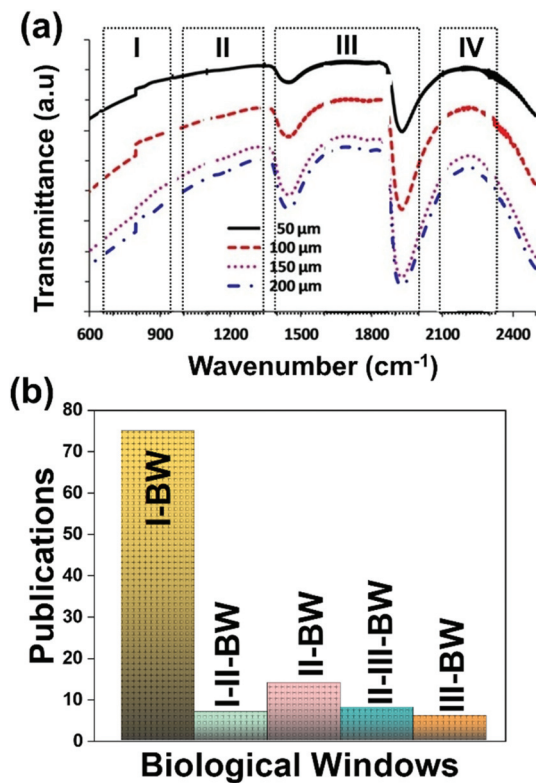 (a)
I II III IV
Transmittance (a.u)
50 µm
100 µm
150 µm
200 µm
600 900 1200 1500 1800 2100 2400
Wavenumber (cm-1)
(b)
80
70
60
50
40
30
20
10
0
Publications
I-BW
I-II-BW
II-BW
II-III-BW
III-BW
Biological Windows